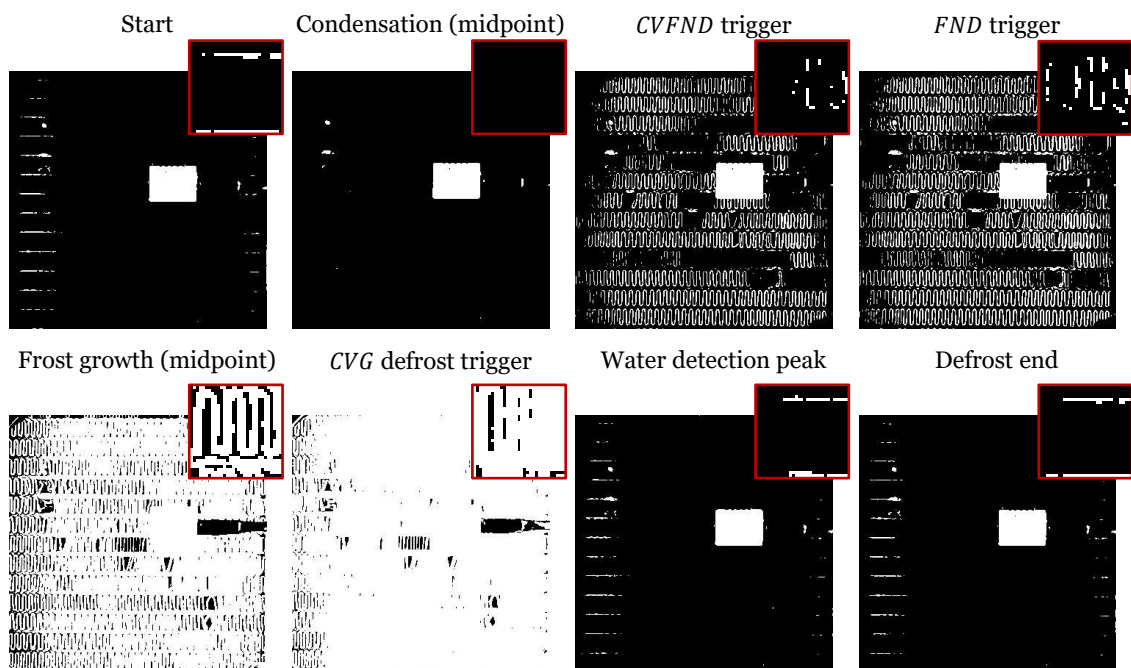 Start
Condensation (midpoint)
CVFND trigger
FND trigger
Frost growth (midpoint)
CVG defrost trigger
Water detection peak
Defrost end